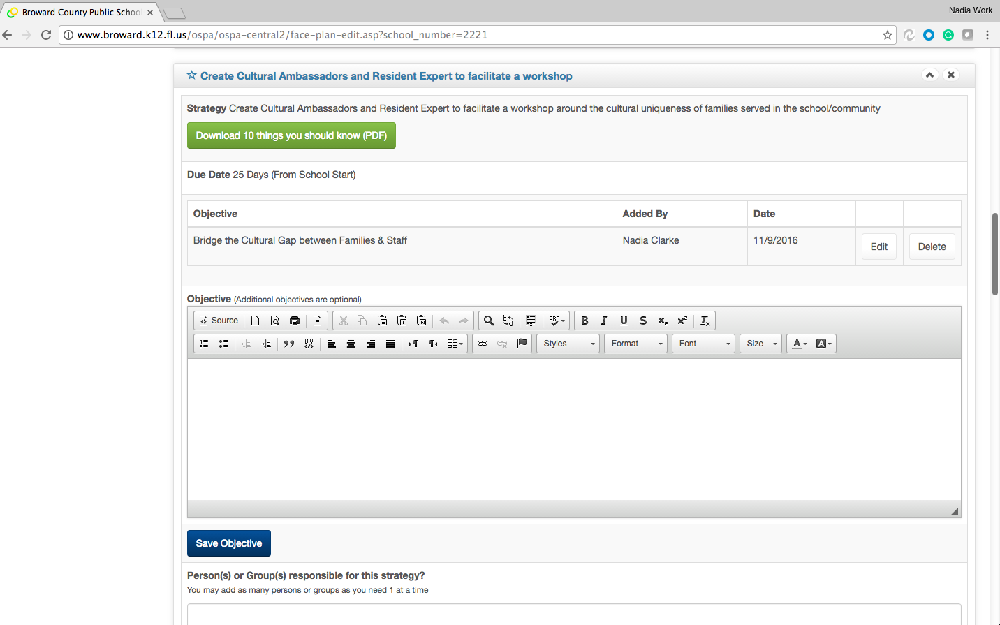 Broward County Public School
Nadia Work
www.broward.k12.fl.us/ospa/ospa-central2/face-plan-edit.asp?school_number=2221
Create Cultural Ambassadors and Resident Expert to facilitate a workshop
Strategy Create Cultural Ambassadors and Resident Expert to facilitate a workshop around the cultural uniqueness of families served in the school/community
Download 10 things you should know (PDF)
Due Date 25 Days (From School Start)
Objective Added By Date
Bridge the Cultural Gap between Families & Staff Nadia Clarke 11/9/2016 Edit Delete
Objective (Additional objectives are optional)
Source ABC B I U S x₂ x² Ix
DIV Styles Format Font Size A A
Save Objective
Person(s) or Group(s) responsible for this strategy?
You may add as many persons or groups as you need 1 at a time